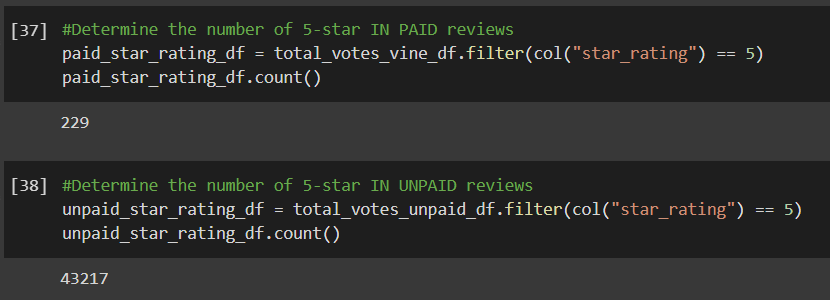 [37] #Determine the number of 5-star IN PAID reviews
paid_star_rating_df = total_votes_vine_df.filter(col("star_rating") == 5)
paid_star_rating_df.count()
229
[38] #Determine the number of 5-star IN UNPAID reviews
unpaid_star_rating_df = total_votes_unpaid_df.filter(col("star_rating") == 5)
unpaid_star_rating_df.count()
43217